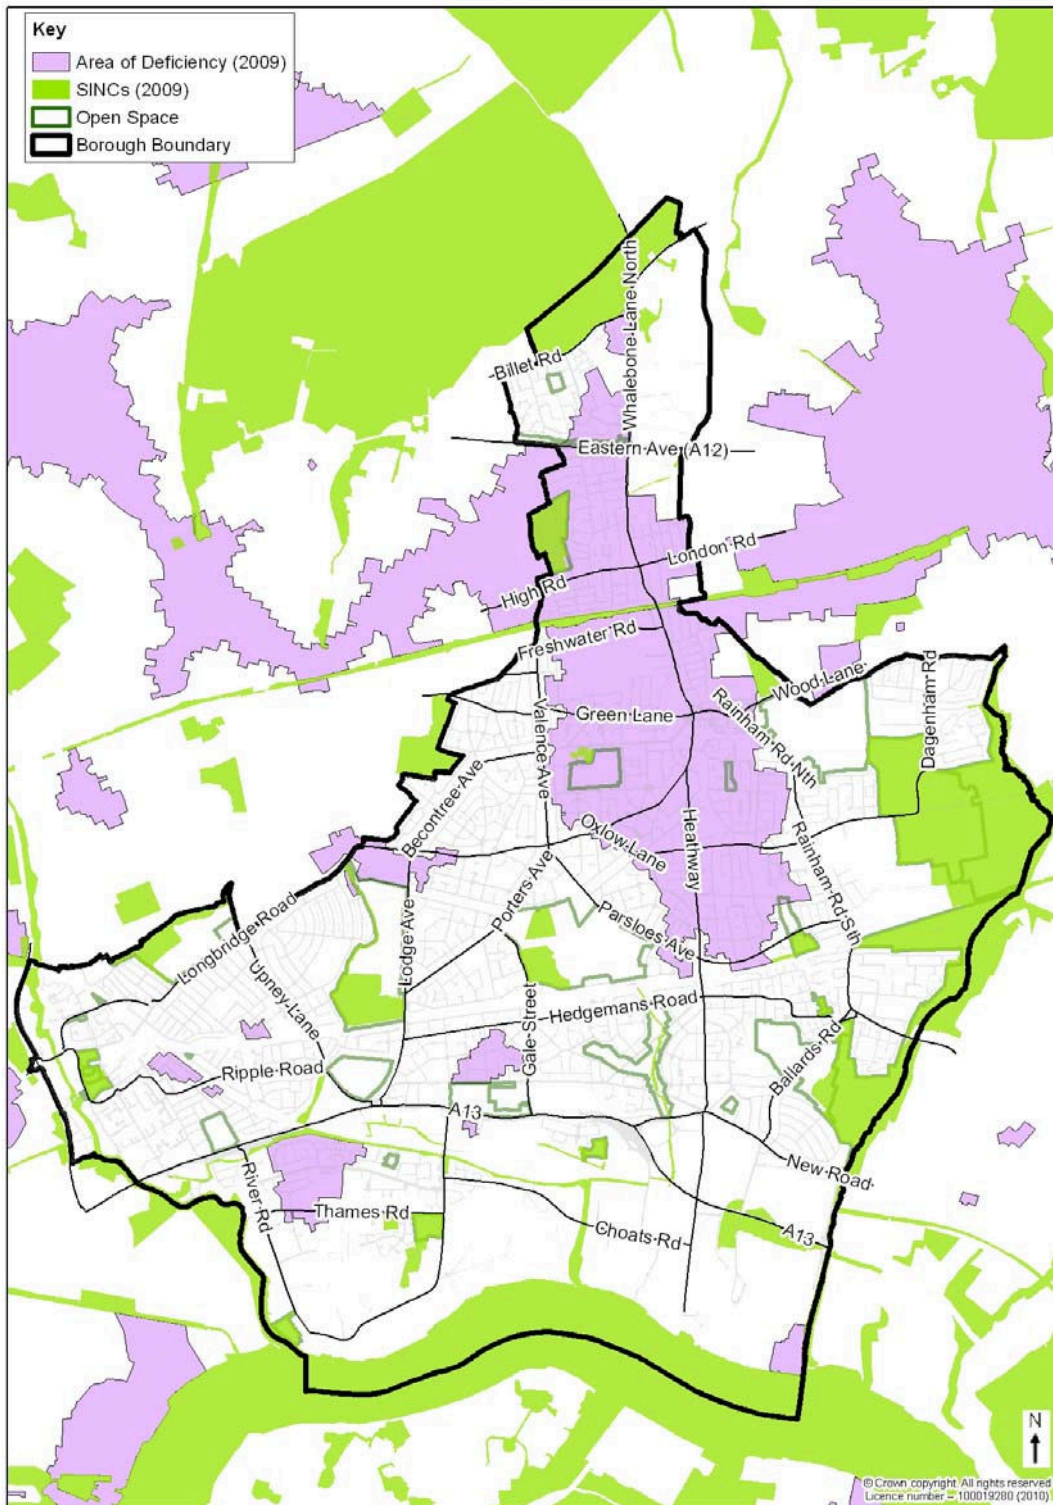 Key
Area of Deficiency (2009)
SINCs (2009)
Open Space
Borough Boundary
Whalebone Lane North
Billet Rd
Eastern Ave (A12)
London Rd
High Rd
Freshwater Rd
Wood Lane
Dagenham Rd
Green Lane
Rainham Rd Nth
Valence Ave
Becontree Ave
Oxlow Lane
Heathway
Rainham Rd Sth
Porters Ave
Parsloes Ave
Longbridge Road
Lodge Ave
Upney Lane
Gale Street
Hedgemans Road
Ballards Rd
Ripple Road
A13
New Road
River Rd
Thames Rd
Choats Rd
A13
N
© Crown copyright. All rights reserved
Licence number – 100019280 (2010)